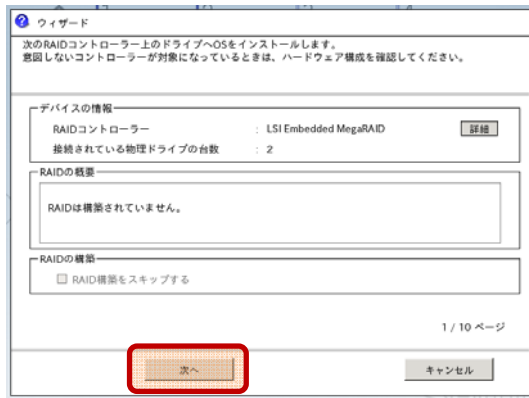 ウィザード
次のRAIDコントローラー上のドライブへOSをインストールします。
意図しないコントローラーが対象になっているときは、ハードウェア構成を確認してください。
デバイスの情報
RAIDコントローラー : LSI Embedded MegaRAID 詳細
接続されている物理ドライブの台数 : 2
RAIDの概要
RAIDは構築されていません。
RAIDの構築
RAID構築をスキップする
1 / 10 ページ
次へ キャンセル